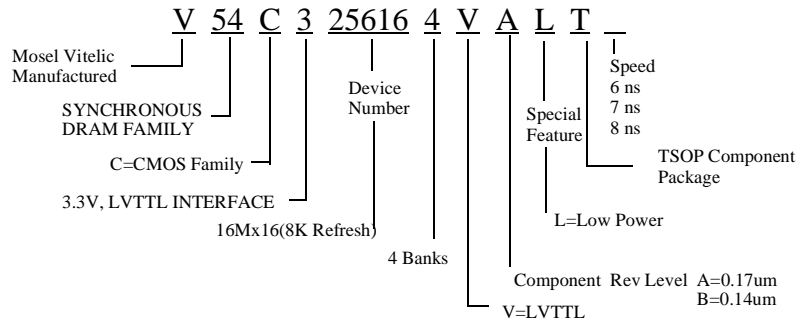 V 54 C 3 25616 4 V A L T
Mosel Vitelic
Manufactured
SYNCHRONOUS
DRAM FAMILY
C=CMOS Family
3.3V, LVTTL INTERFACE
Device
Number
16Mx16(8K Refresh)
4 Banks
V=LVTTL
Component Rev Level A=0.17um
B=0.14um
Special
Feature
L=Low Power
TSOP Component
Package
Speed
6 ns
7 ns
8 ns